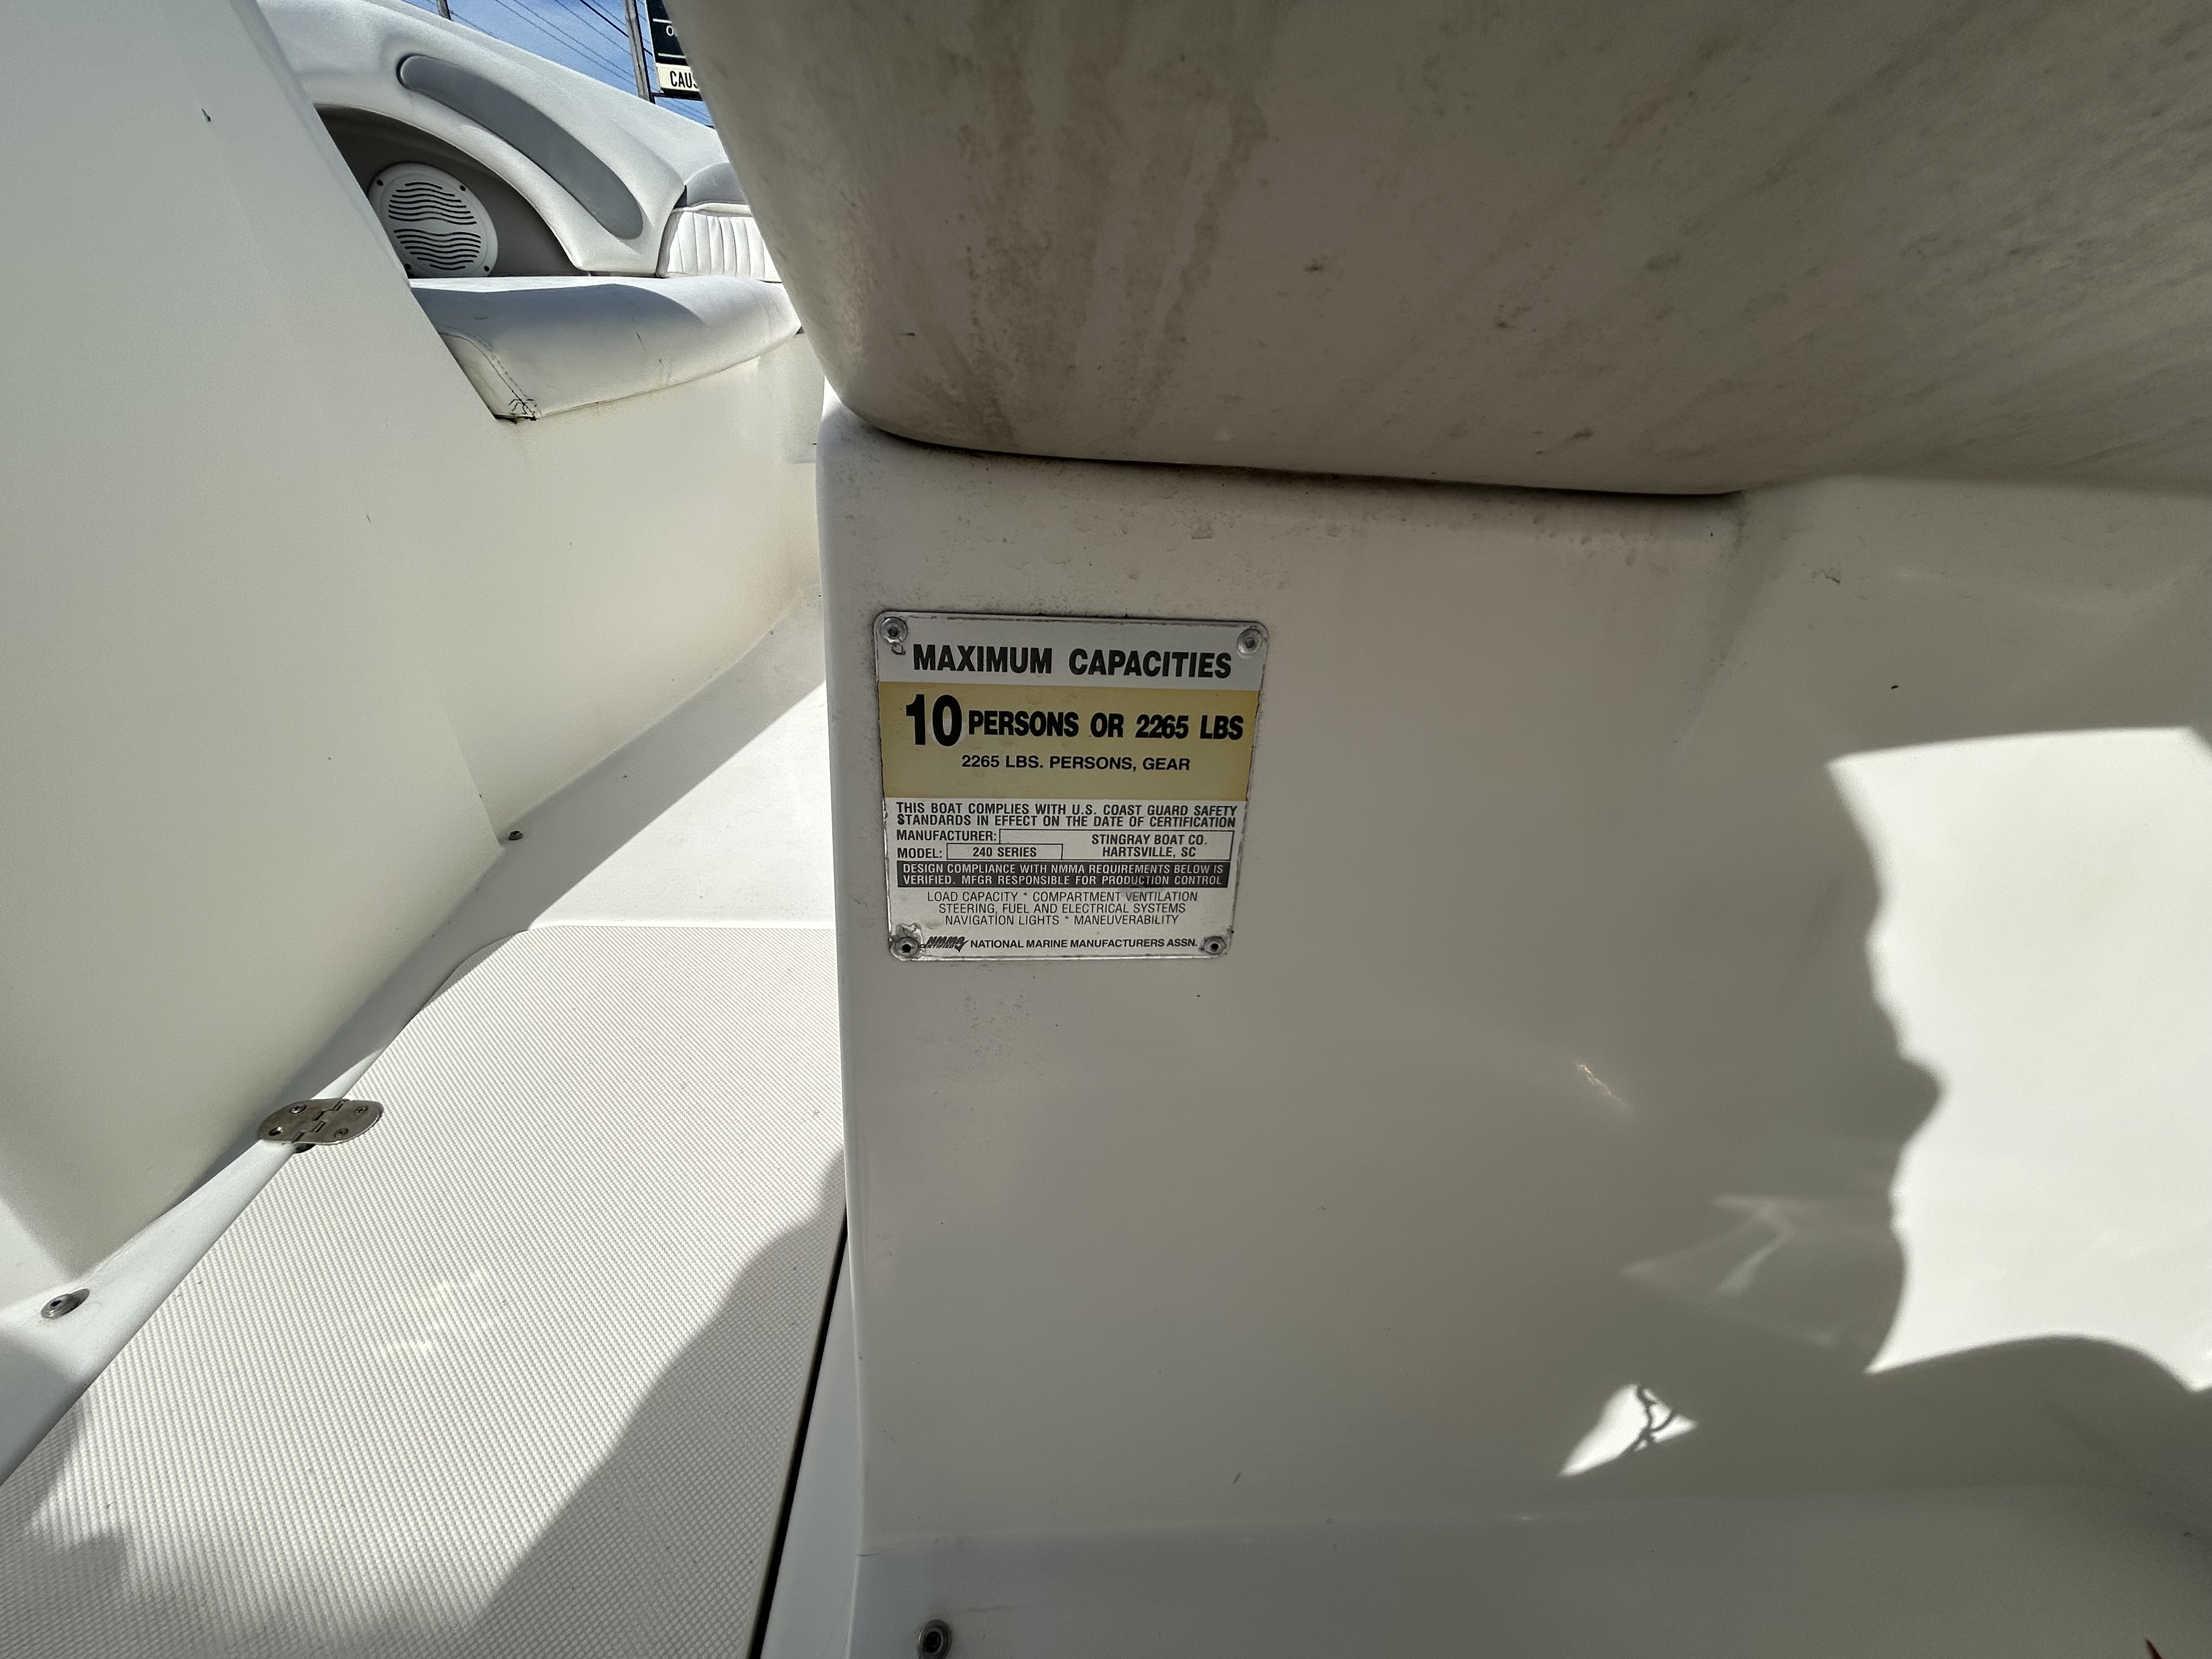 CAUS
MAXIMUM CAPACITIES
10 PERSONS OR 2265 LBS
2265 LBS. PERSONS, GEAR
THIS BOAT COMPLIES WITH U.S. COAST GUARD SAFETY
STANDARDS IN EFFECT ON THE DATE OF CERTIFICATION
MANUFACTURER: STINGRAY BOAT CO.
MODEL: 240 SERIES HARTSVILLE, SC
DESIGN COMPLIANCE WITH NMMA REQUIREMENTS BELOW IS
VERIFIED. MFGR RESPONSIBLE FOR PRODUCTION CONTROL
LOAD CAPACITY * COMPARTMENT VENTILATION
STEERING, FUEL AND ELECTRICAL SYSTEMS
NAVIGATION LIGHTS * MANEUVERABILITY
NMMA CERTIFIED NATIONAL MARINE MANUFACTURERS ASSN.